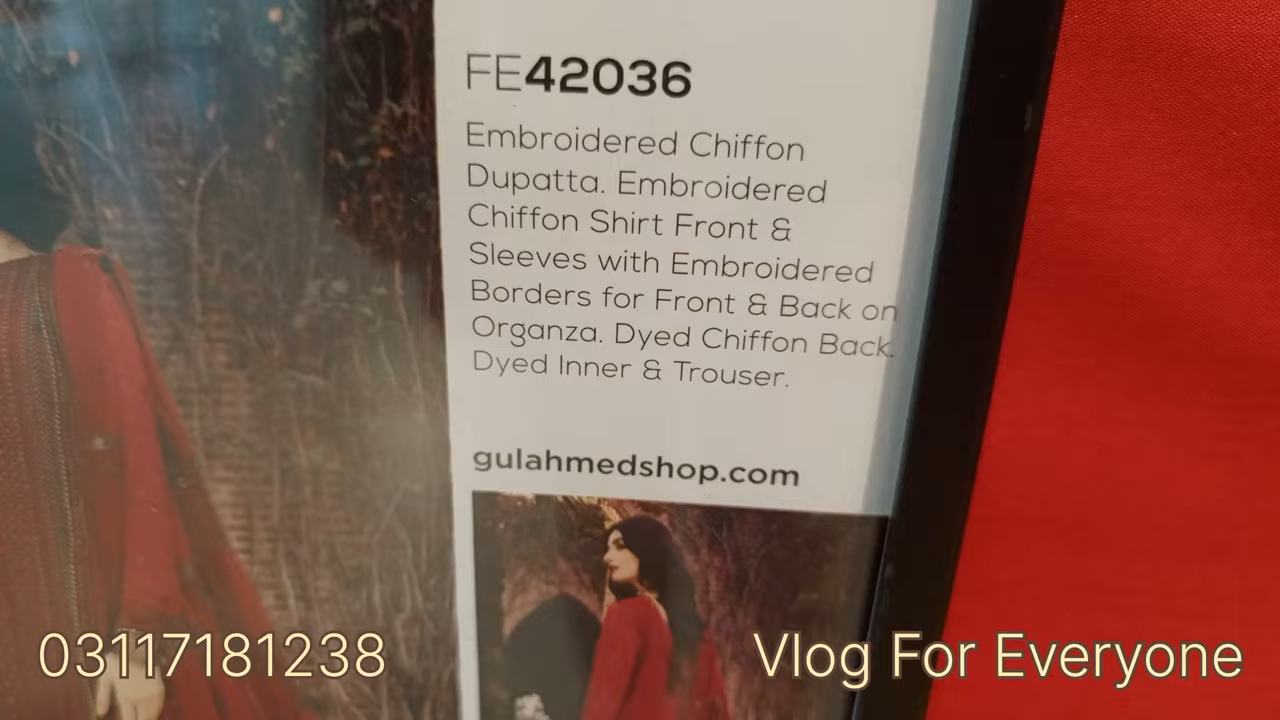 FE42036
Embroidered Chiffon
Dupatta. Embroidered
Chiffon Shirt Front &
Sleeves with Embroidered
Borders for Front & Back on
Organza. Dyed Chiffon Back.
Dyed Inner & Trouser.
gulahmedshop.com
03117181238
Vlog For Everyone